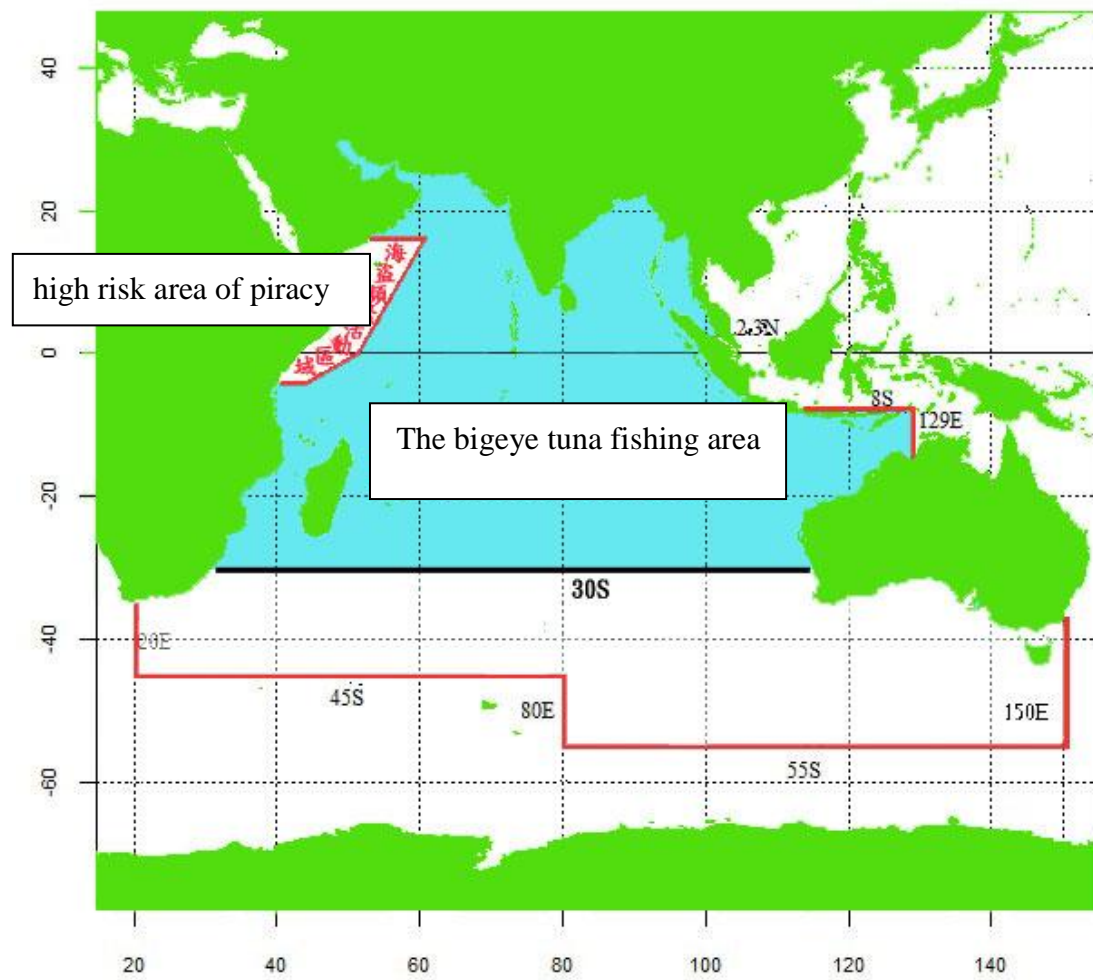 40
20
0
-20
-40
-60
海
盜
頻
活
動
區
域
high risk area of piracy
2.3N
8S
129E
The bigeye tuna fishing area
30S
20E
45S
80E
150E
55S
20
40
60
80
100
120
140